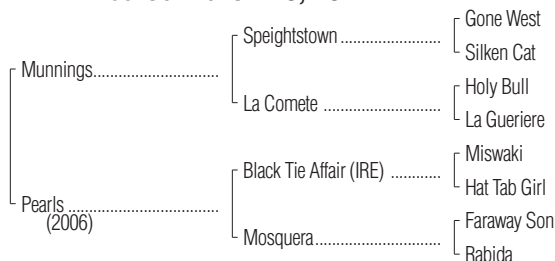 Gone West
Speightstown
Silken Cat
Munnings
Holy Bull
La Comete
La Gueriere
Miswaki
Black Tie Affair (IRE)
Hat Tab Girl
Pearls
(2006)
Faraway Son
Mosquera
Rabida